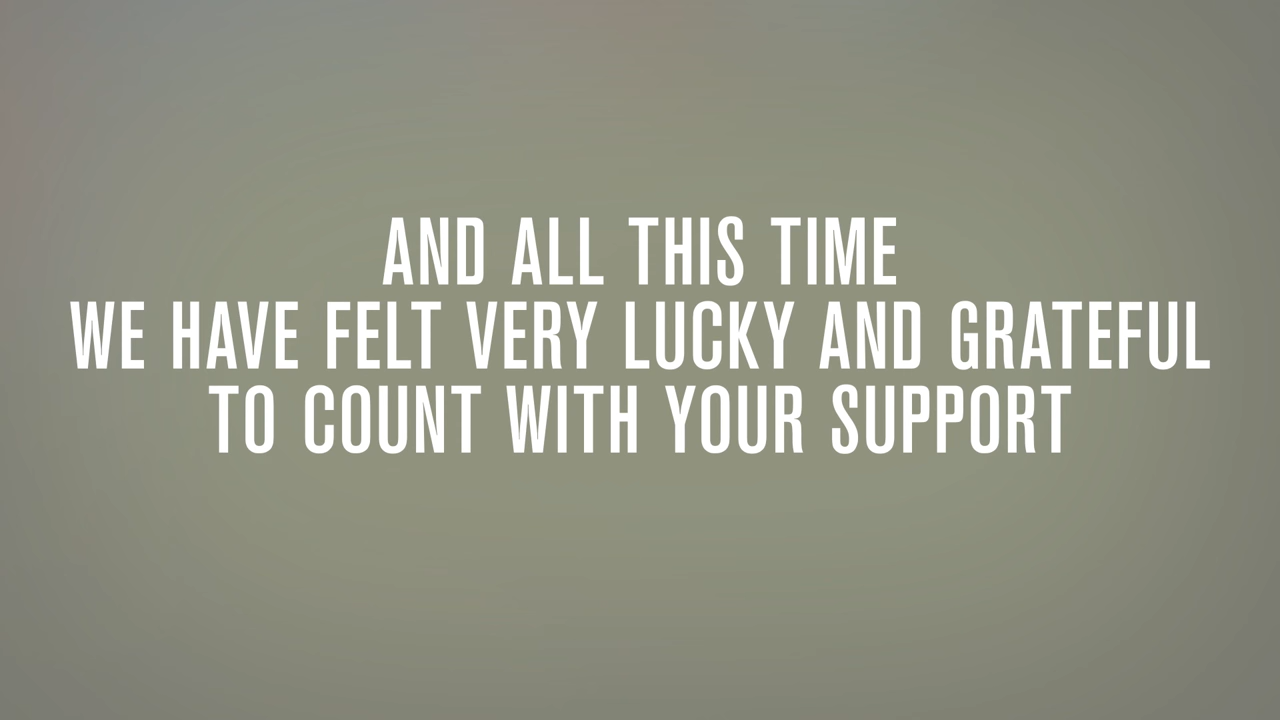 AND ALL THIS TIME
WE HAVE FELT VERY LUCKY AND GRATEFUL
TO COUNT WITH YOUR SUPPORT